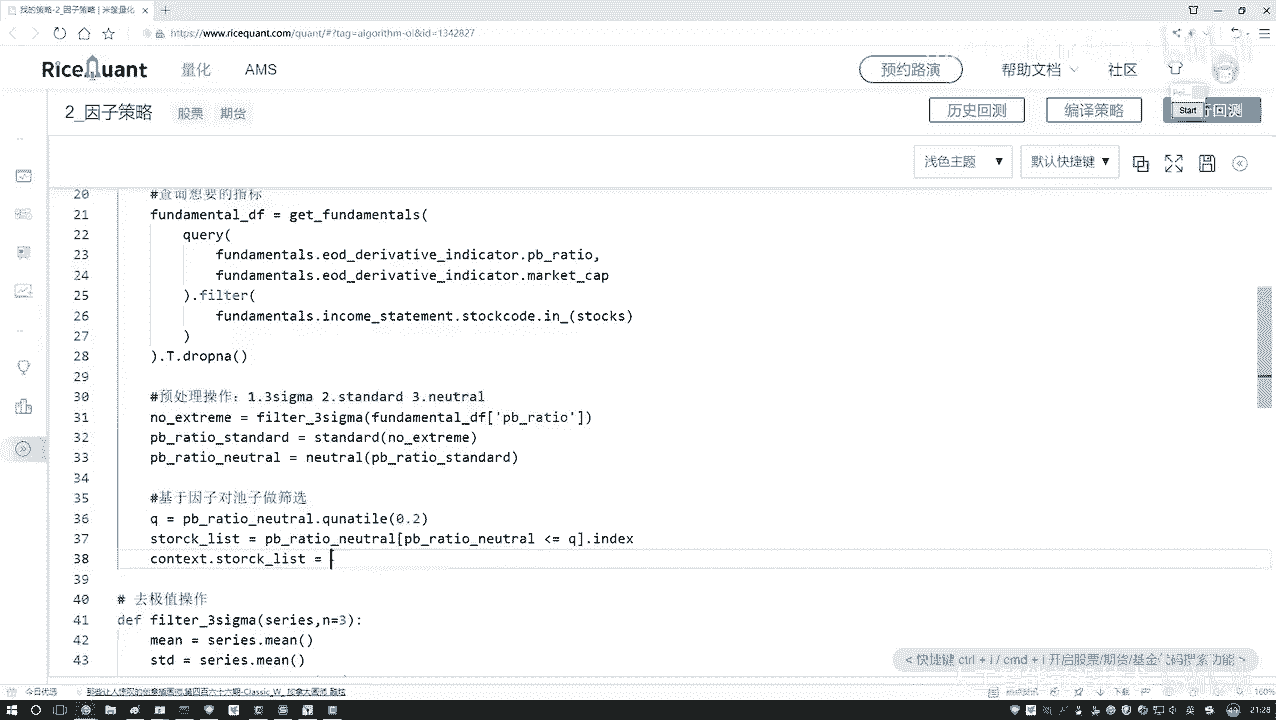 我的策略-2_因子策略 | 米筐量化
https://www.ricequant.com/quant/#?tag=algorithm-ol&id=1342827
RiceQuant 量化 AMS 预约路演 帮助文档 社区
2_因子策略 股票 期货 历史回测 编译策略 回测
Start
浅色主题 ▼ 默认快捷键 ▼
20 #查询想要的指标
21 fundamental_df = get_fundamentals(
22 query(
23 fundamentals.eod_derivative_indicator.pb_ratio,
24 fundamentals.eod_derivative_indicator.market_cap
25 ).filter(
26 fundamentals.income_statement.stockcode.in_(stocks)
27 )
28 ).T.dropna()
29
30 #预处理操作：1.3sigma 2.standard 3.neutral
31 no_extreme = filter_3sigma(fundamental_df['pb_ratio'])
32 pb_ratio_standard = standard(no_extreme)
33 pb_ratio_neutral = neutral(pb_ratio_standard)
34
35 #基于因子对池子做筛选
36 q = pb_ratio_neutral.qunatile(0.2)
37 storck_list = pb_ratio_neutral[pb_ratio_neutral <= q].index
38 context.storck_list =
39
40 # 去极值操作
41 def filter_3sigma(series,n=3):
42 mean = series.mean()
43 std = series.mean()
< 快捷键 ctrl + i / cmd + i 开启股票/期货/基金
今日优选
100%
21:28